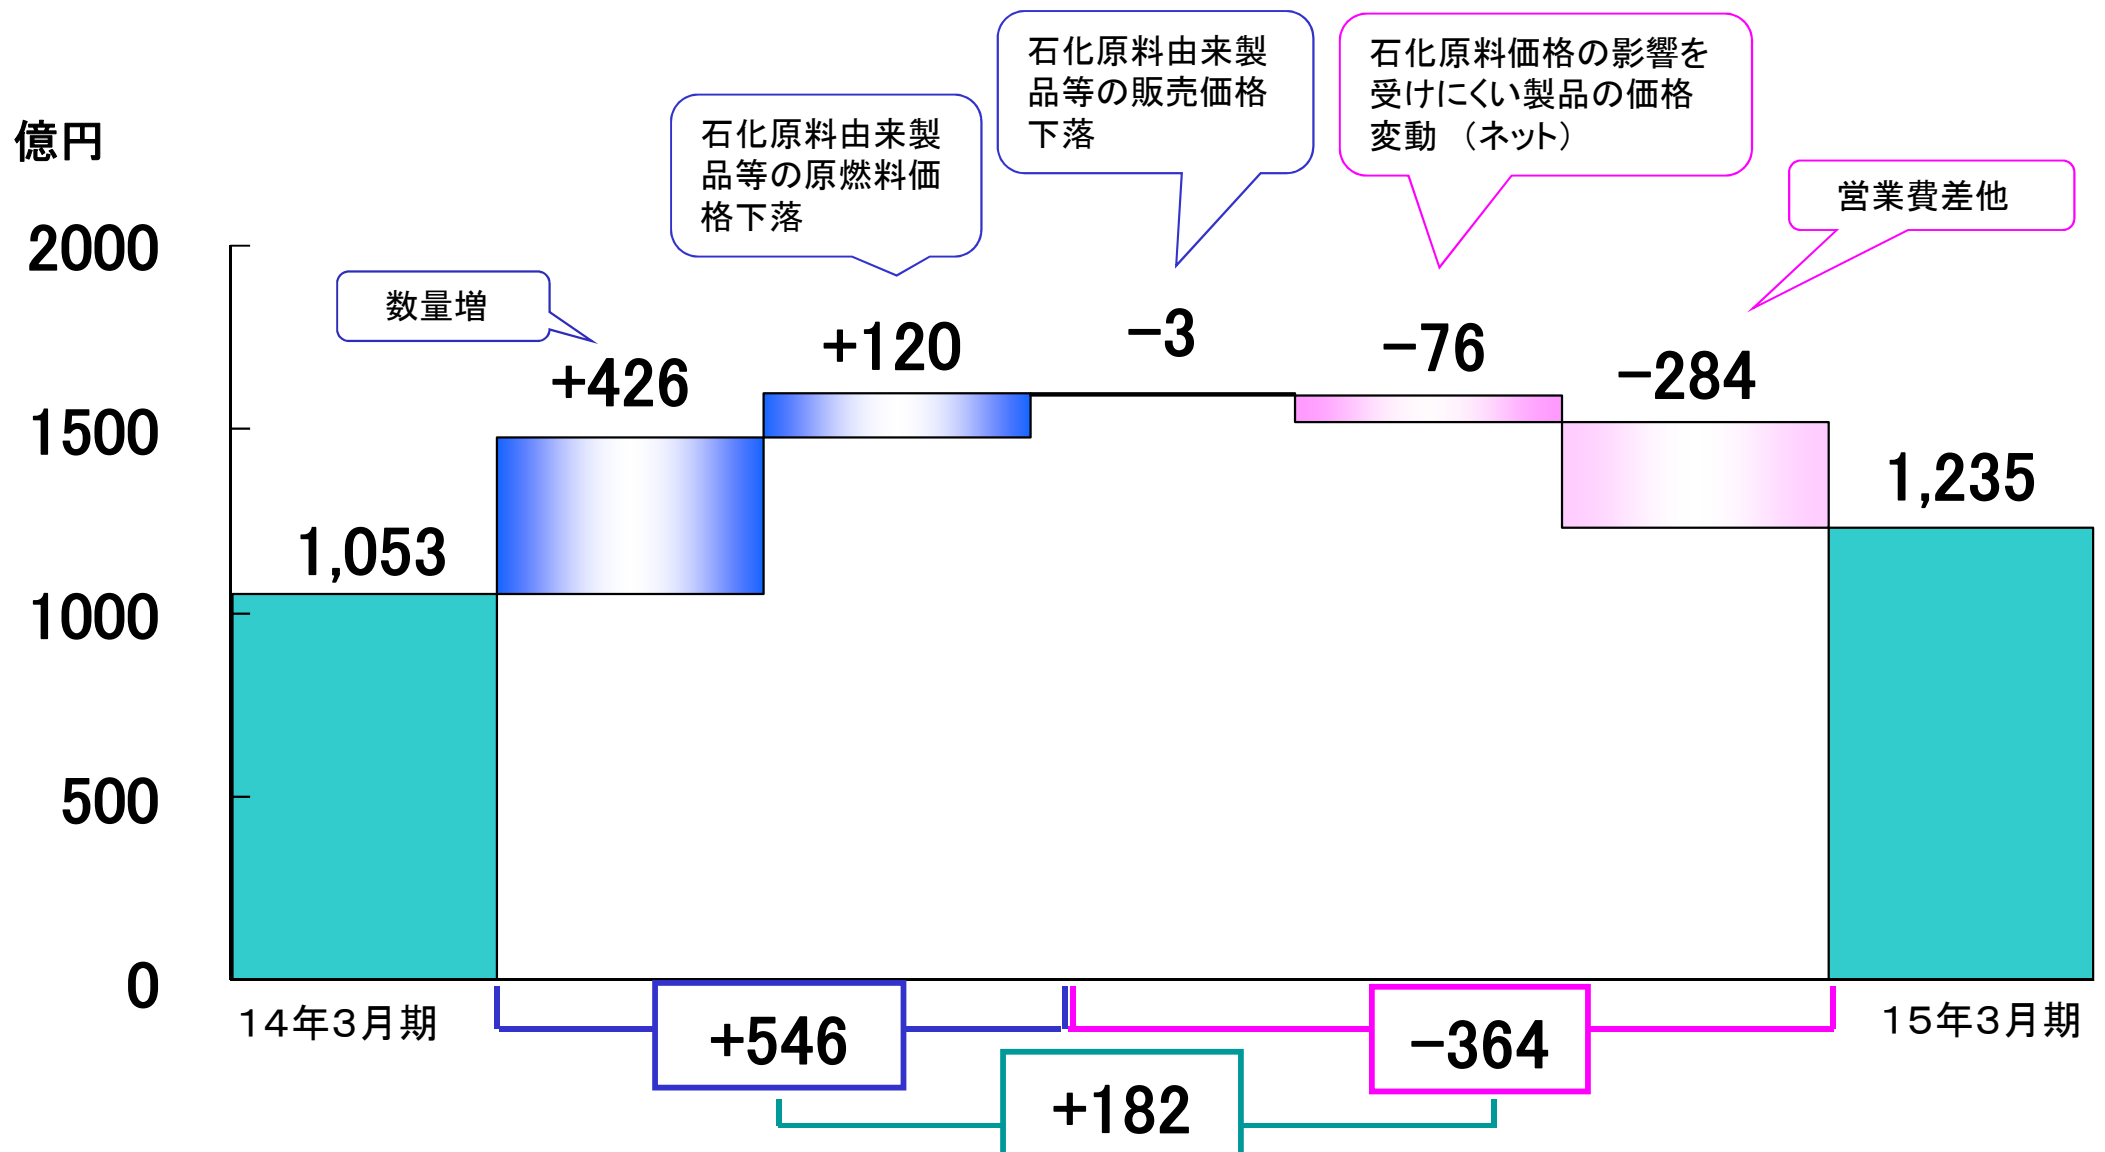 石化原料由来製
品等の販売価格
下落
石化原料価格の影響を
受けにくい製品の価格
変動 （ネット）
億円
石化原料由来製
品等の原燃料価
格下落
営業費差他
2000
数量増
+426
+120
−3
−76
−284
1500
1,053
1,235
1000
500
0
14年3月期
15年3月期
+546
−364
+182